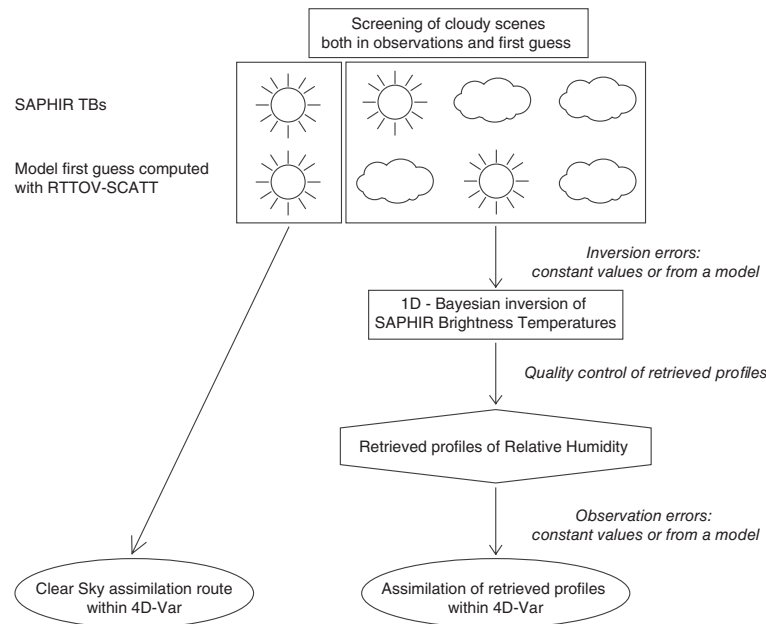 Screening of cloudy scenes
both in observations and first guess
SAPHIR TBs
Model first guess computed
with RTTOV-SCATT
Inversion errors:
constant values or from a model
1D - Bayesian inversion of
SAPHIR Brightness Temperatures
Quality control of retrieved profiles
Retrieved profiles of Relative Humidity
Observation errors:
constant values or from a model
Clear Sky assimilation route
within 4D-Var
Assimilation of retrieved profiles
within 4D-Var